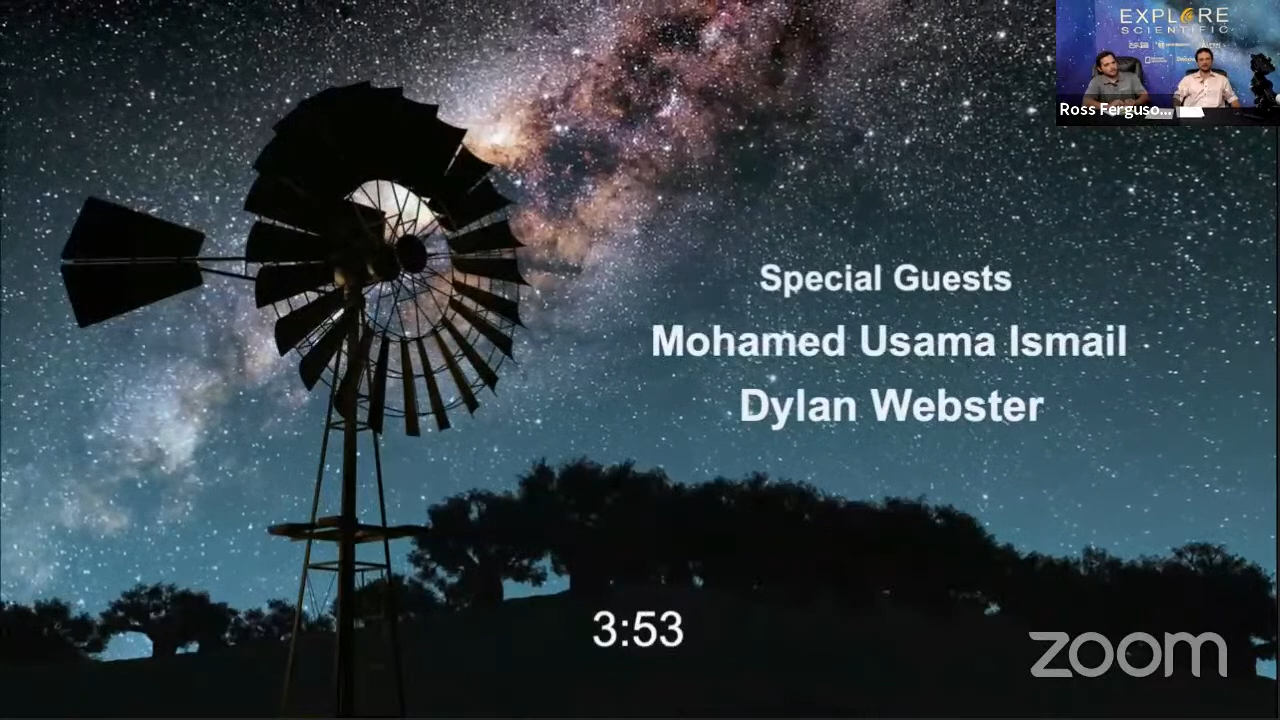 EXPLORE
SCIENTIFIC
Ross Ferguso...
Special Guests
Mohamed Usama Ismail
Dylan Webster
3:53
zoom